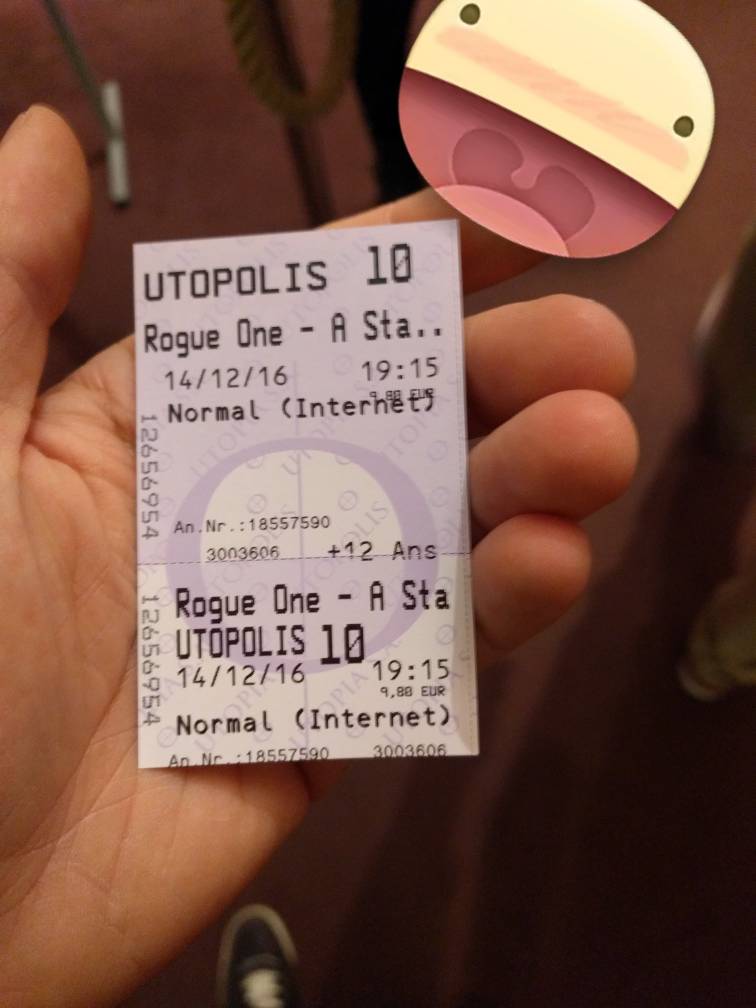 UTOPOLIS 10
Rogue One - A Sta..
14/12/16 19:15
9,80 EUR
Normal (Internet)
12656954
An.Nr.:18557590
3003606 +12 Ans
Rogue One - A Sta
UTOPOLIS 10
14/12/16 19:15
9,80 EUR
Normal (Internet)
12656954
An.Nr.:18557590 3003606